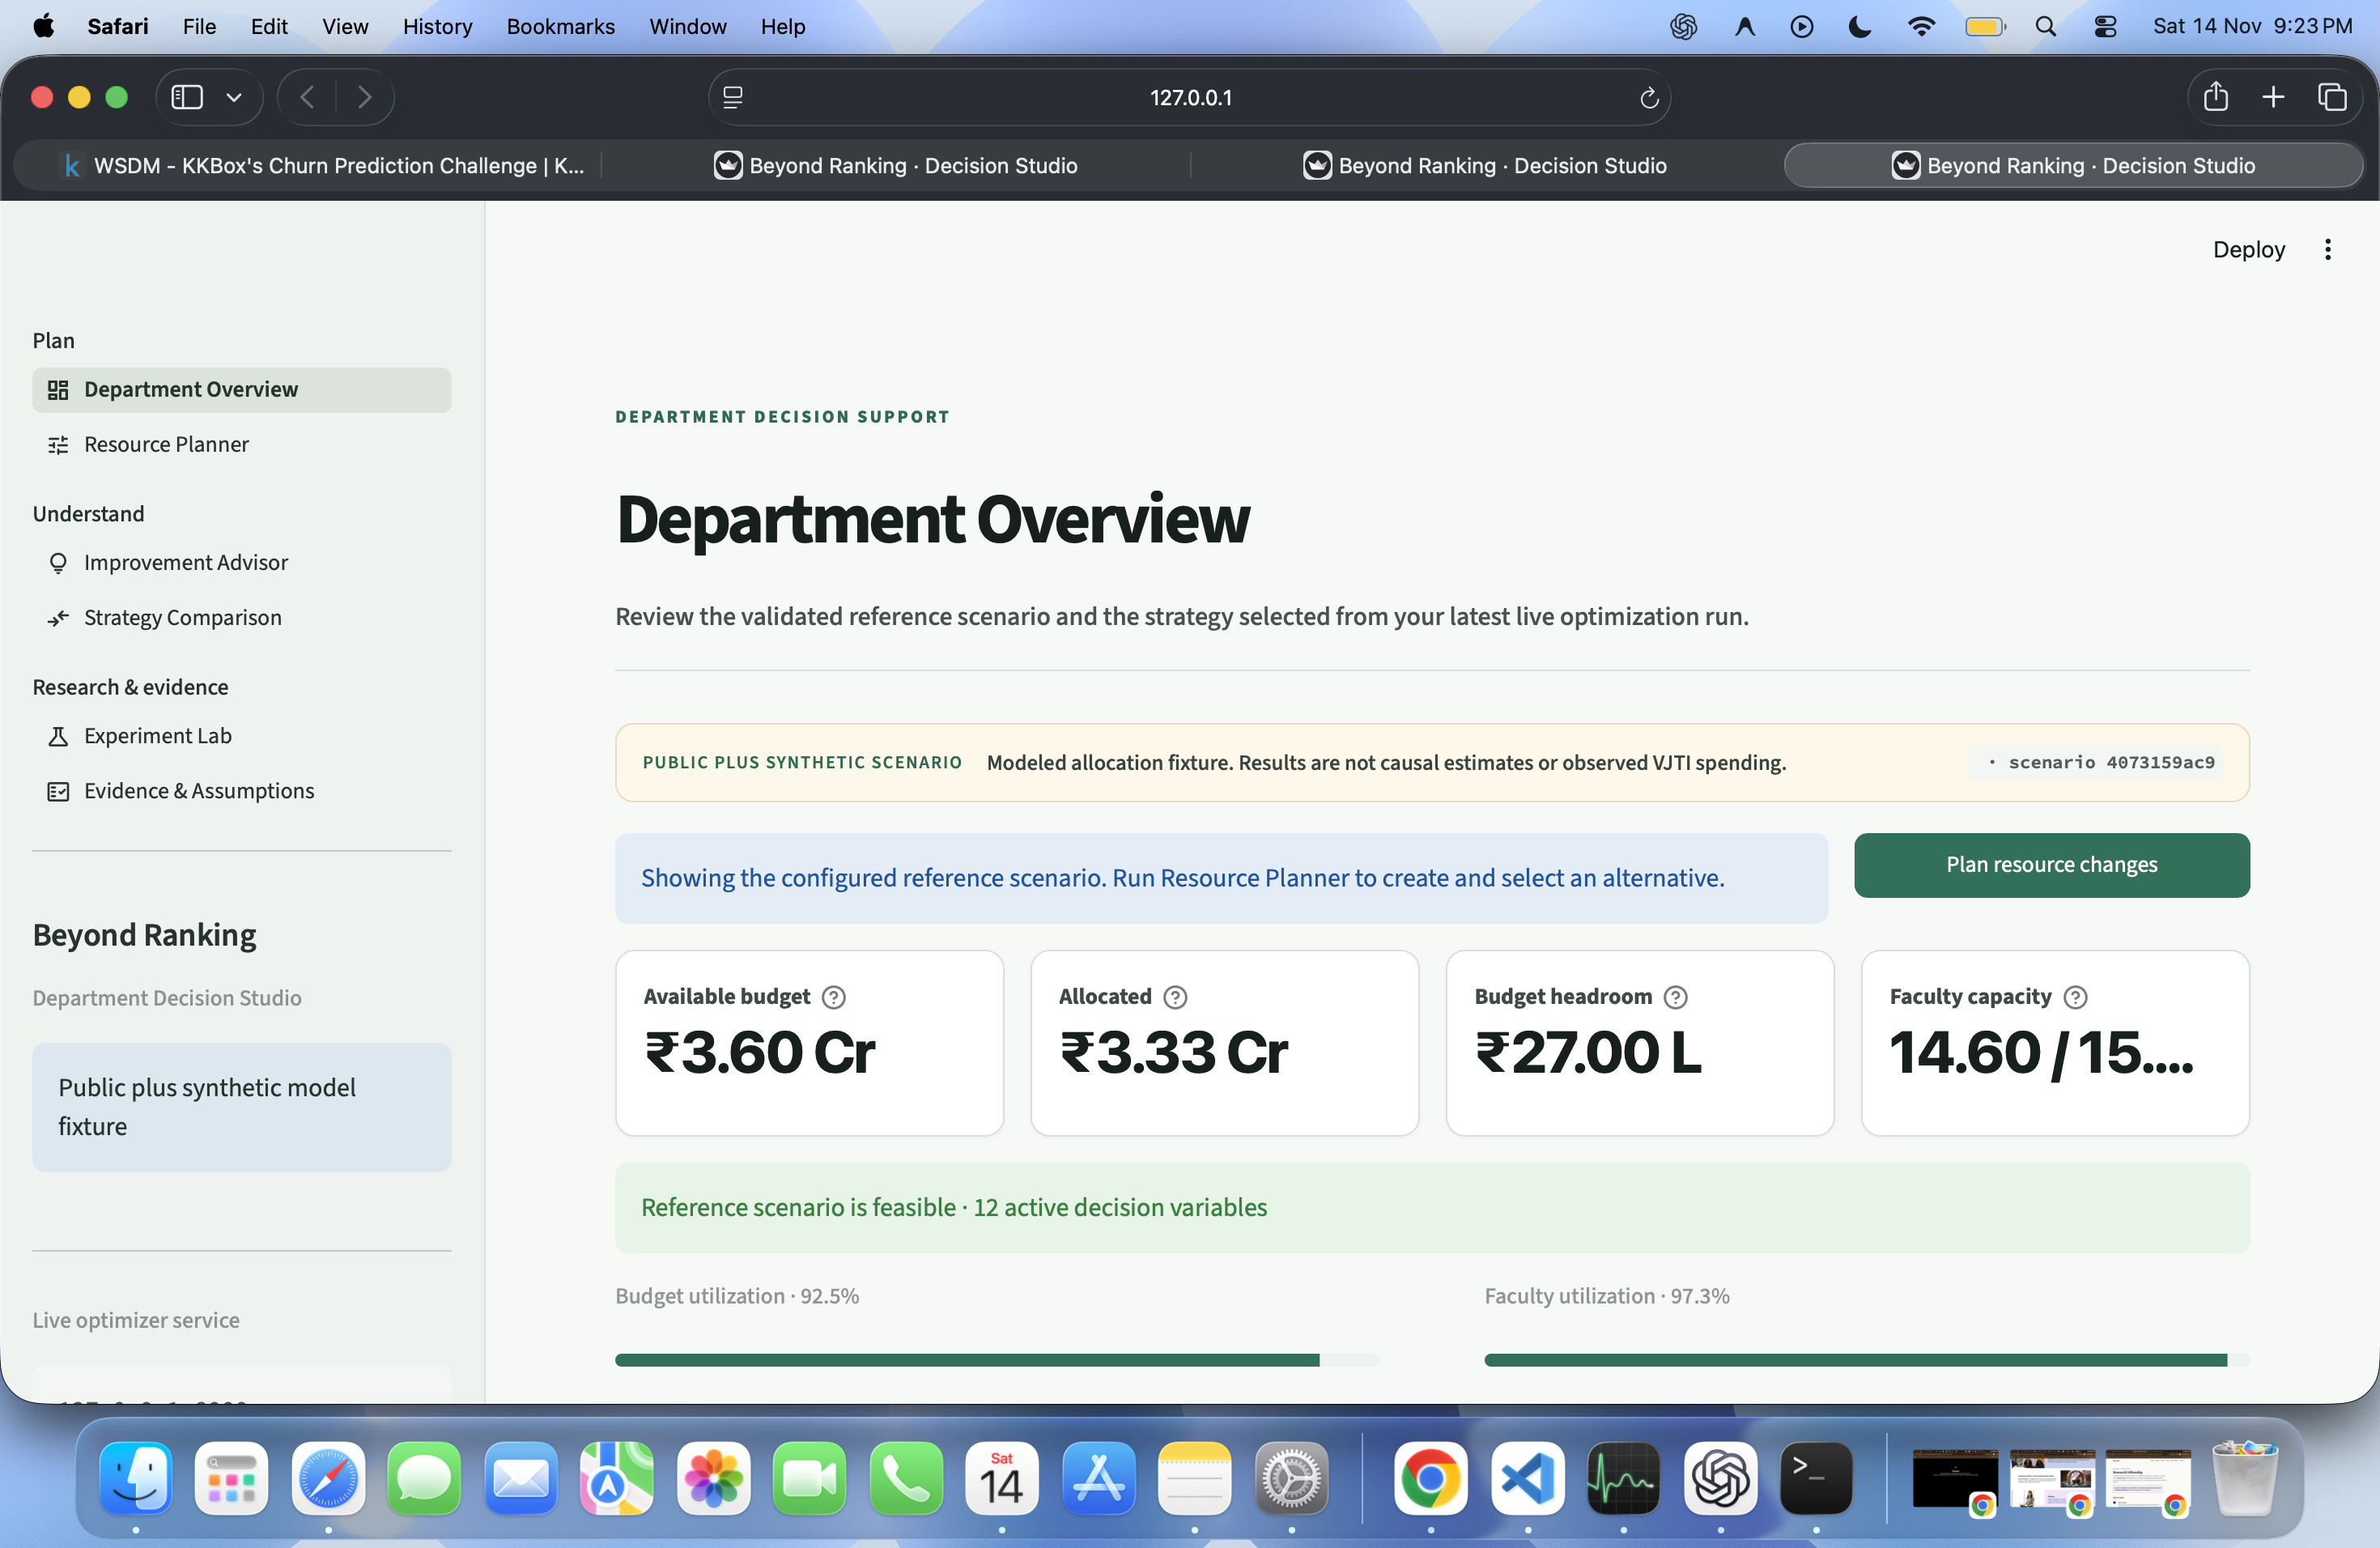 Safari File Edit View History Bookmarks Window Help Sat 14 Nov 9:23 PM
127.0.0.1
WSDM - KKBox's Churn Prediction Challenge | K...
Beyond Ranking · Decision Studio
Beyond Ranking · Decision Studio
Beyond Ranking · Decision Studio
Deploy
Plan
Department Overview
Resource Planner
Understand
Improvement Advisor
Strategy Comparison
Research & evidence
Experiment Lab
Evidence & Assumptions
Beyond Ranking
Department Decision Studio
Public plus synthetic model
fixture
Live optimizer service
DEPARTMENT DECISION SUPPORT
Department Overview
Review the validated reference scenario and the strategy selected from your latest live optimization run.
PUBLIC PLUS SYNTHETIC SCENARIO Modeled allocation fixture. Results are not causal estimates or observed VJTI spending. · scenario 4073159ac9
Showing the configured reference scenario. Run Resource Planner to create and select an alternative.
Plan resource changes
Available budget
₹3.60 Cr
Allocated
₹3.33 Cr
Budget headroom
₹27.00 L
Faculty capacity
14.60 / 15....
Reference scenario is feasible · 12 active decision variables
Budget utilization · 92.5%
Faculty utilization · 97.3%
Sat
14